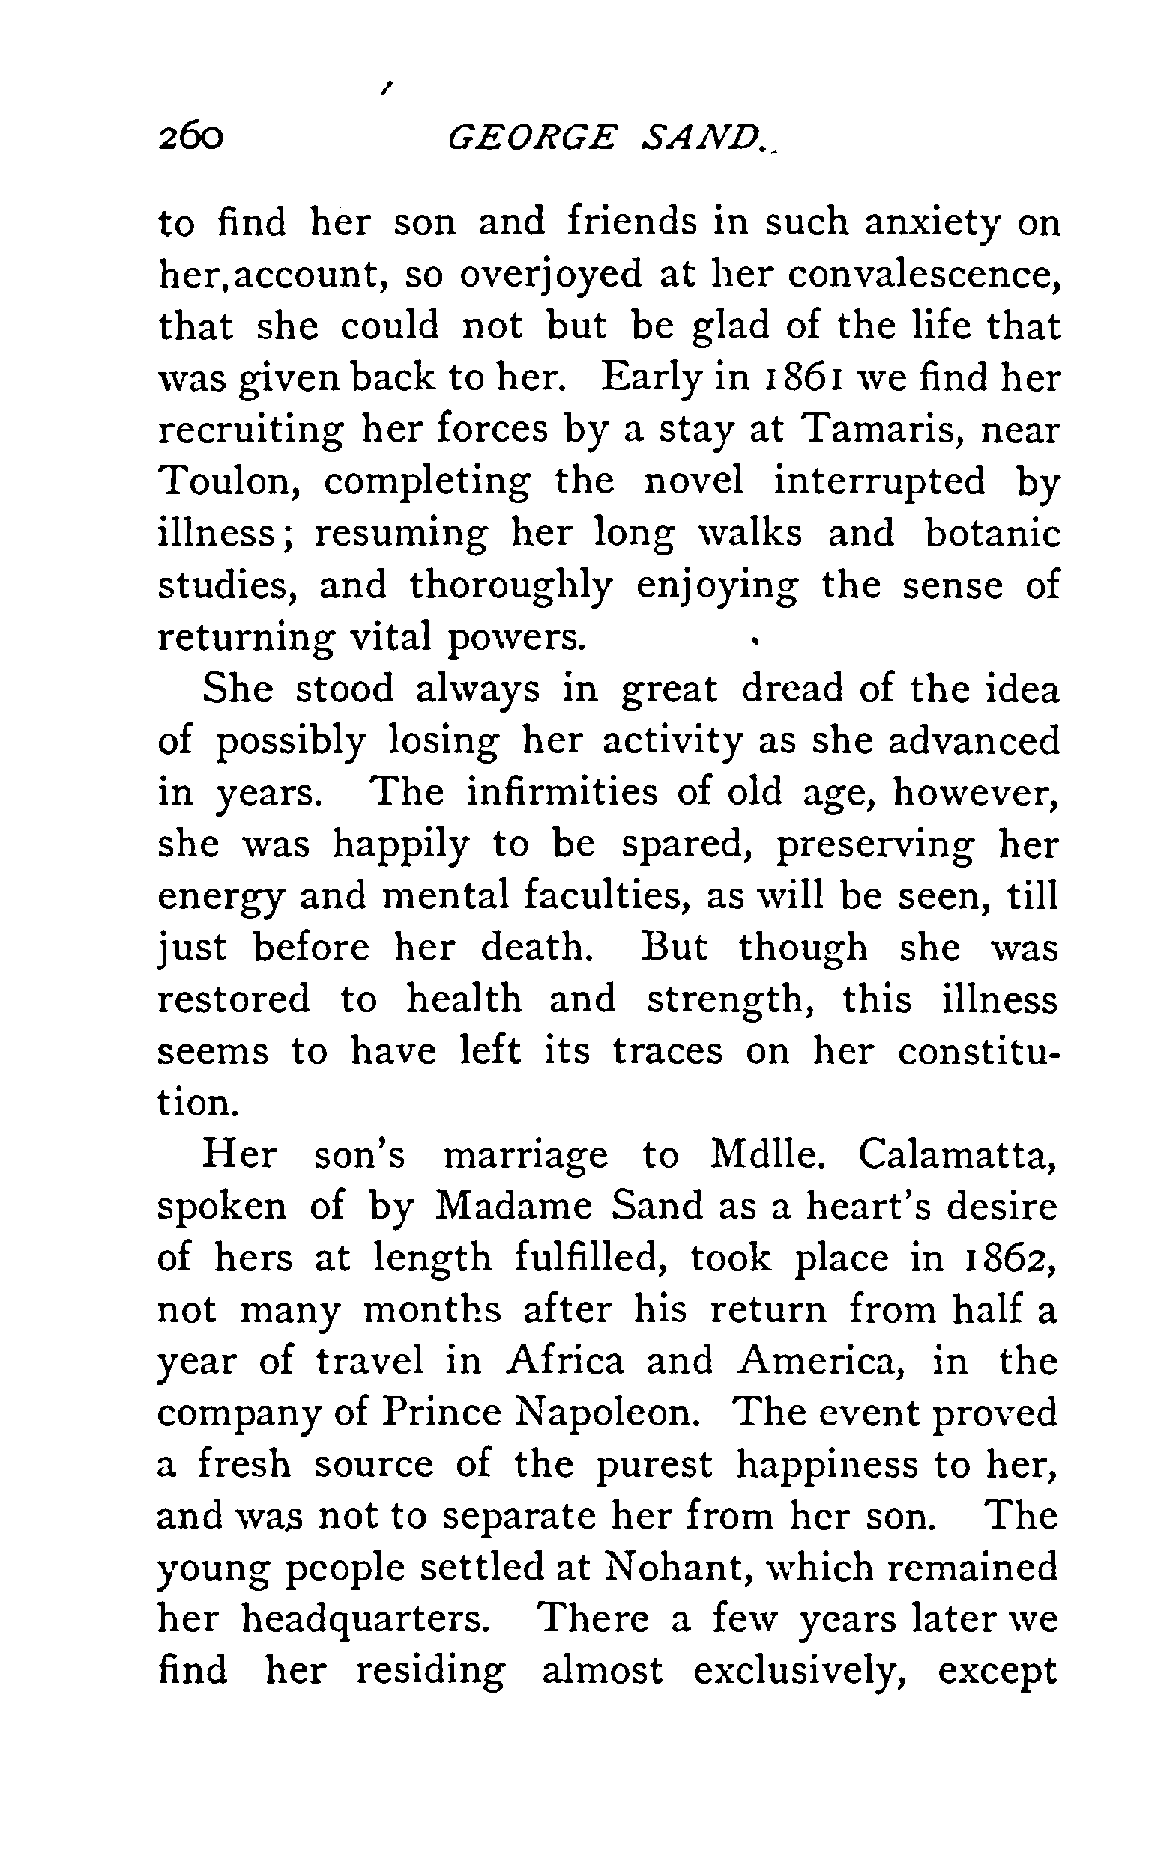 260 GEORGE SAND.
to find her son and friends in such anxiety on
her account, so overjoyed at her convalescence,
that she could not but be glad of the life that
was given back to her. Early in 1861 we find her
recruiting her forces by a stay at Tamaris, near
Toulon, completing the novel interrupted by
illness; resuming her long walks and botanic
studies, and thoroughly enjoying the sense of
returning vital powers.
She stood always in great dread of the idea
of possibly losing her activity as she advanced
in years. The infirmities of old age, however,
she was happily to be spared, preserving her
energy and mental faculties, as will be seen, till
just before her death. But though she was
restored to health and strength, this illness
seems to have left its traces on her constitu-
tion.
Her son's marriage to Mdlle. Calamatta,
spoken of by Madame Sand as a heart's desire
of hers at length fulfilled, took place in 1862,
not many months after his return from half a
year of travel in Africa and America, in the
company of Prince Napoleon. The event proved
a fresh source of the purest happiness to her,
and was not to separate her from her son. The
young people settled at Nohant, which remained
her headquarters. There a few years later we
find her residing almost exclusively, except